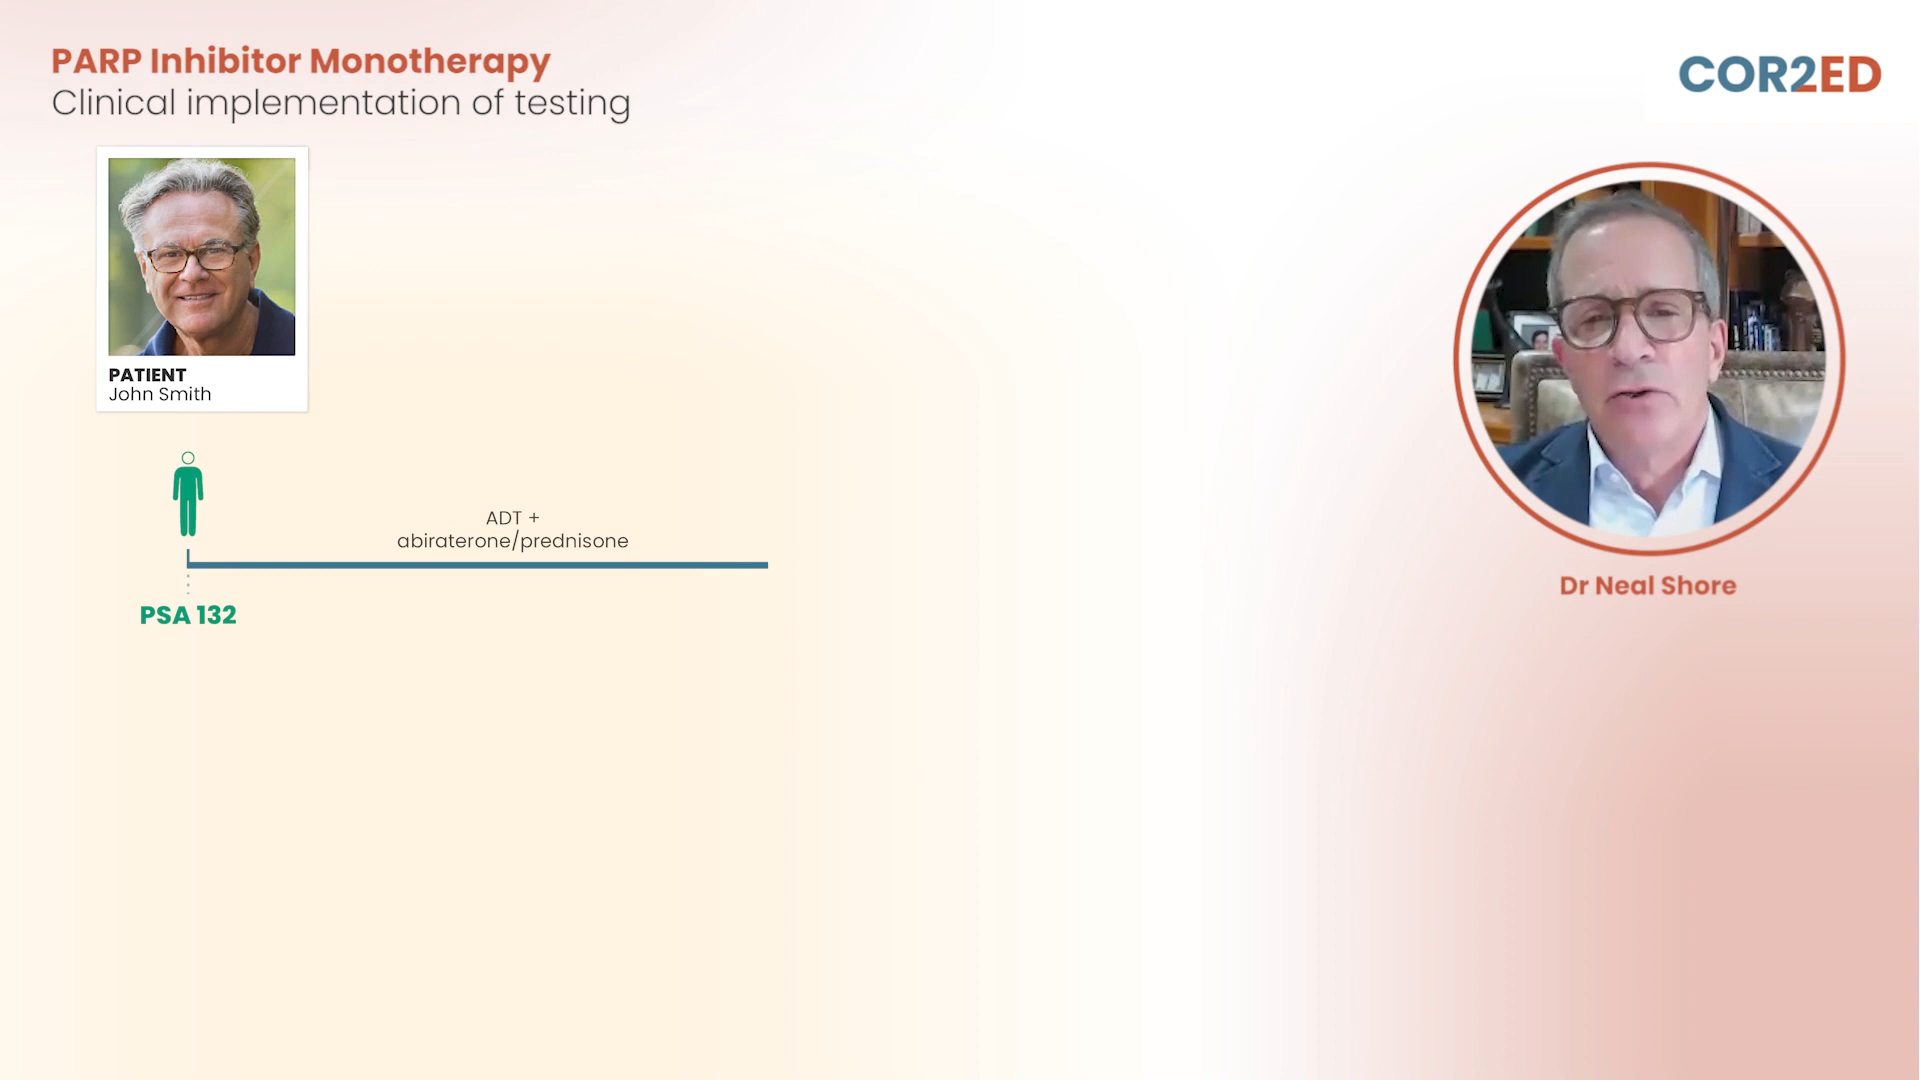 PARP Inhibitor Monotherapy
Clinical implementation of testing
COR2ED
PATIENT
John Smith
ADT +
abiraterone/prednisone
PSA 132
Dr Neal Shore